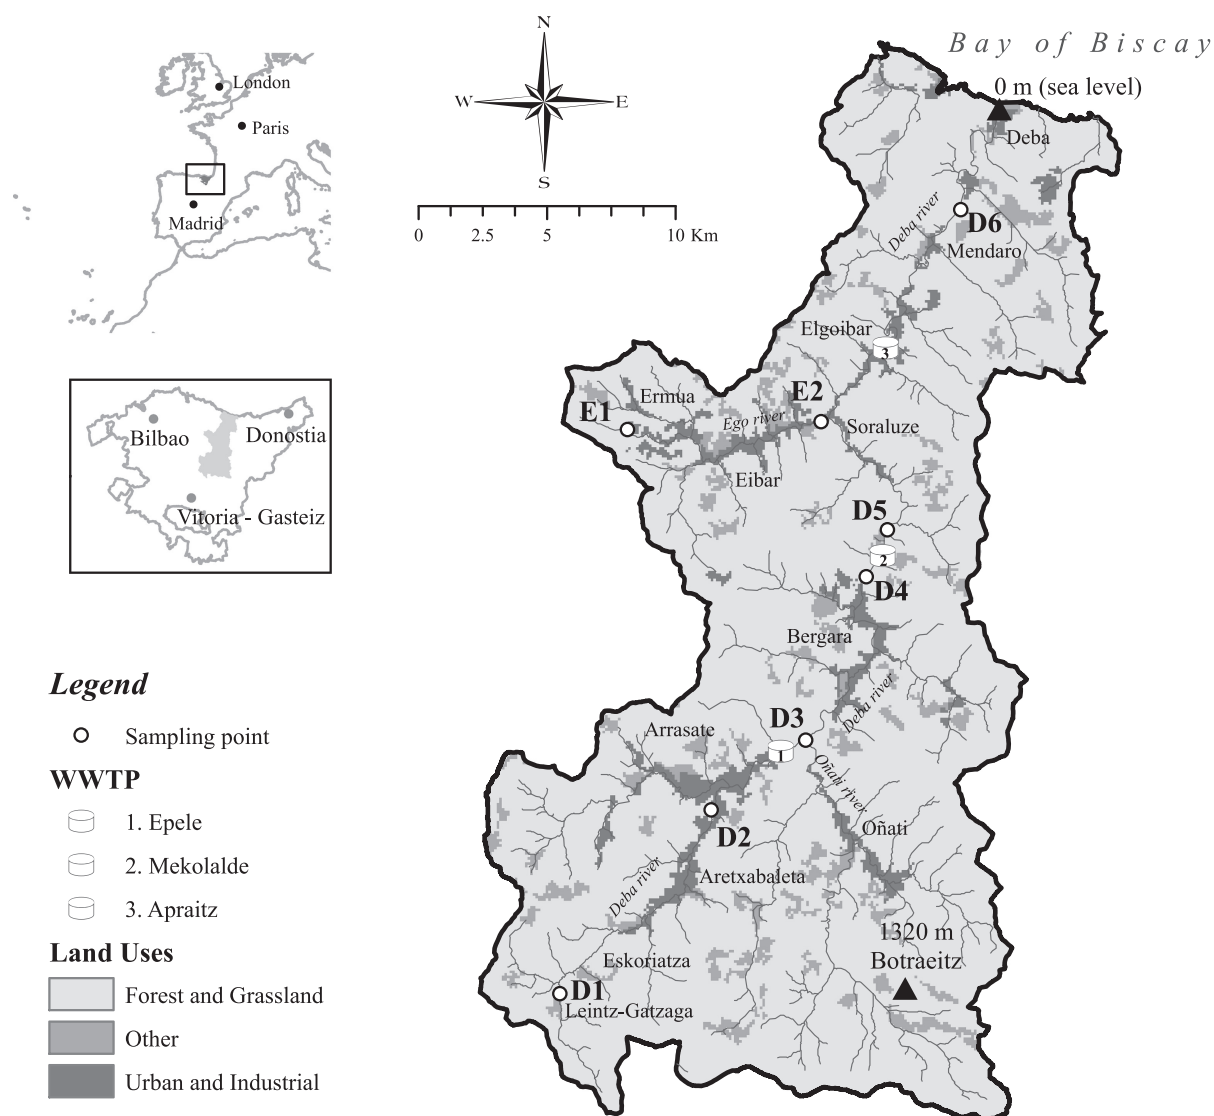 Bay of Biscay
0 m (sea level)
Deba
N
W
E
S
0
2.5
5
10 Km
London
Paris
Madrid
Deba river
D6
Mendaro
Elgoibar
3
Ermua
E1
E2
Ego river
Soraluze
Eibar
Bilbao
Donostia
Vitoria - Gasteiz
D5
2
D4
Bergara
Deba river
D3
Arrasate
1
Oñati river
D2
Oñati
Aretxabaleta
Deba river
1320 m
Botraeitz
Eskoriatza
D1
Leintz-Gatzaga
Legend
Sampling point
WWTP
1. Epele
2. Mekolalde
3. Apraitz
Land Uses
Forest and Grassland
Other
Urban and Industrial